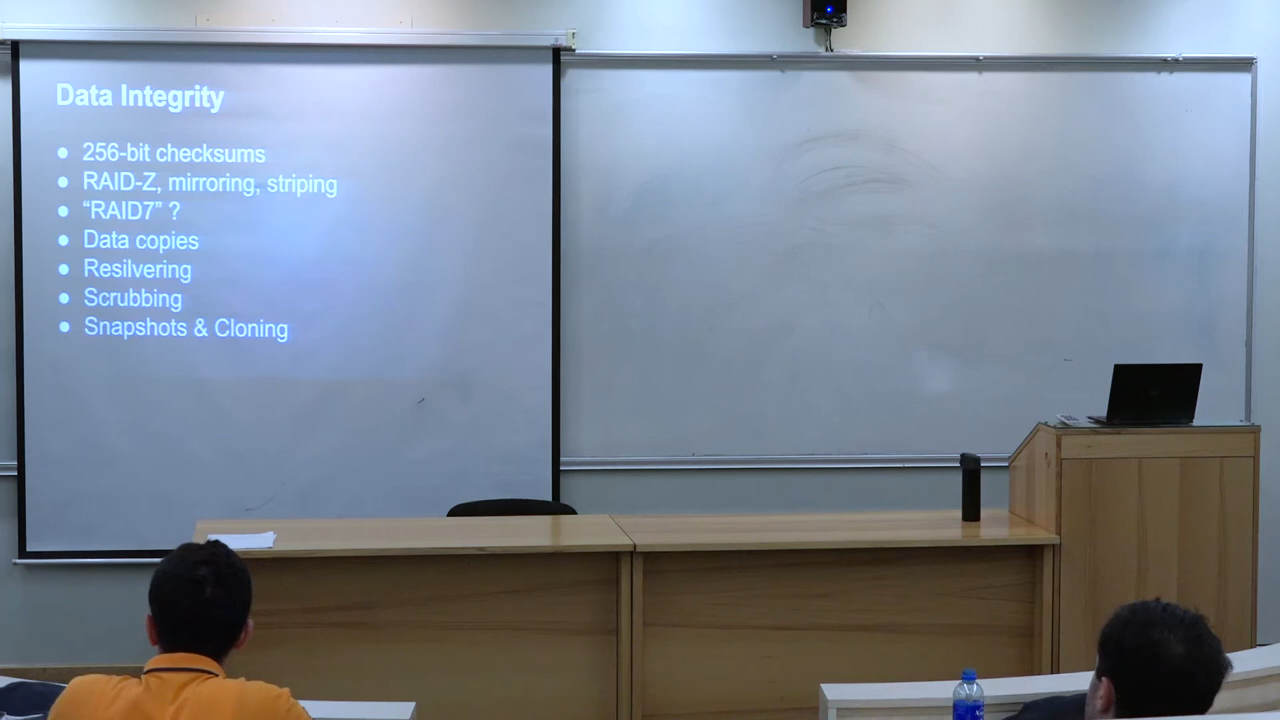 Data Integrity
● 256-bit checksums
● RAID-Z, mirroring, striping
● “RAID7” ?
● Data copies
● Resilvering
● Scrubbing
● Snapshots & Cloning